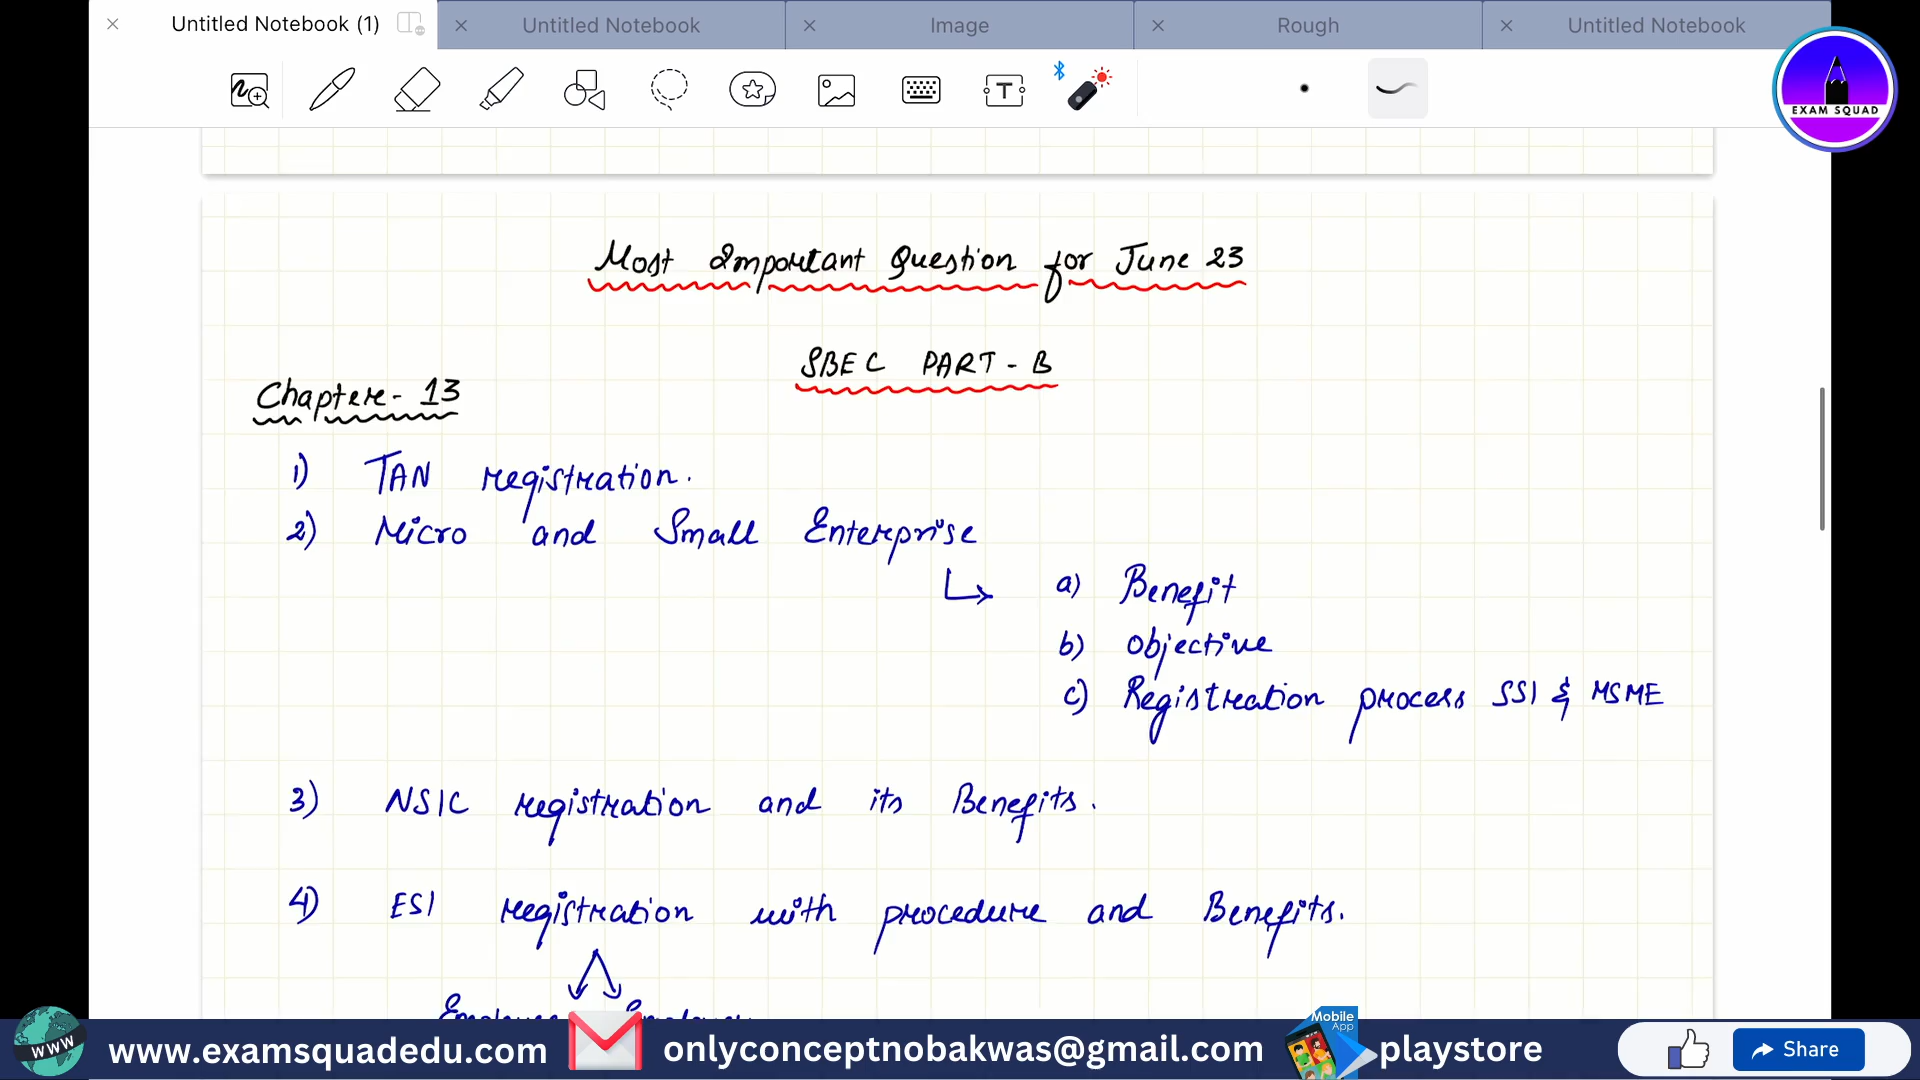 Untitled Notebook (1)
Untitled Notebook
Image
Rough
Untitled Notebook
T
EXAM SQUAD
Most Important Question for June 23
SBEC PART - B
Chapter - 13
1) TAN registration.
2) Micro and Small Enterprise
a) Benefit
b) Objective
c) Registration process SSI & MSME
3) NSIC registration and its Benefits.
4) ESI registration with procedure and Benefits.
WWW
www.examsquadedu.com
onlyconceptnobakwas@gmail.com
Mobile App
playstore
Share